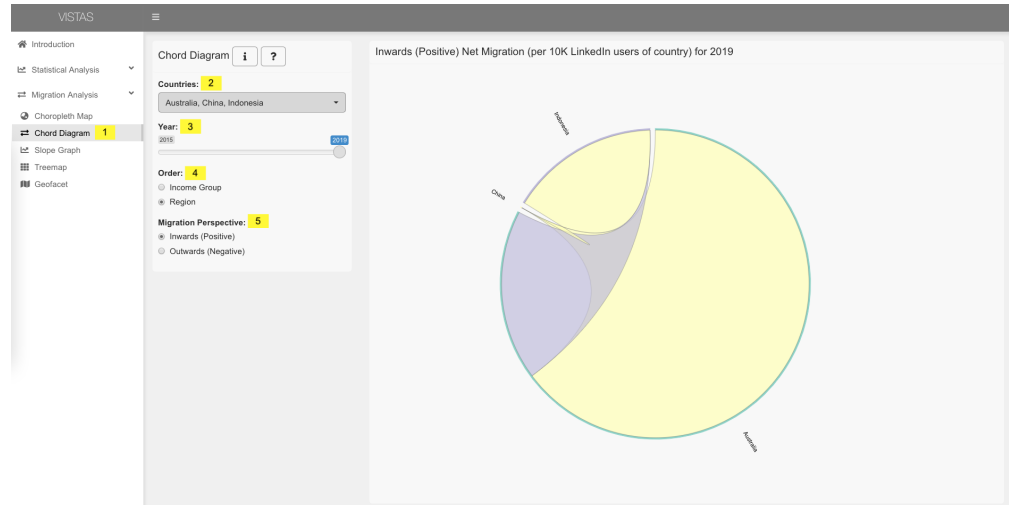 VISTAS
Introduction
Statistical Analysis
Migration Analysis
Choropleth Map
Chord Diagram 1
Slope Graph
Treemap
Geofacet
Chord Diagram i ?
Countries: 2
Australia, China, Indonesia
Year: 3
2015 2019
Order: 4
Income Group
Region
Migration Perspective: 5
Inwards (Positive)
Outwards (Negative)
Inwards (Positive) Net Migration (per 10K LinkedIn users of country) for 2019
Indonesia
China
Australia